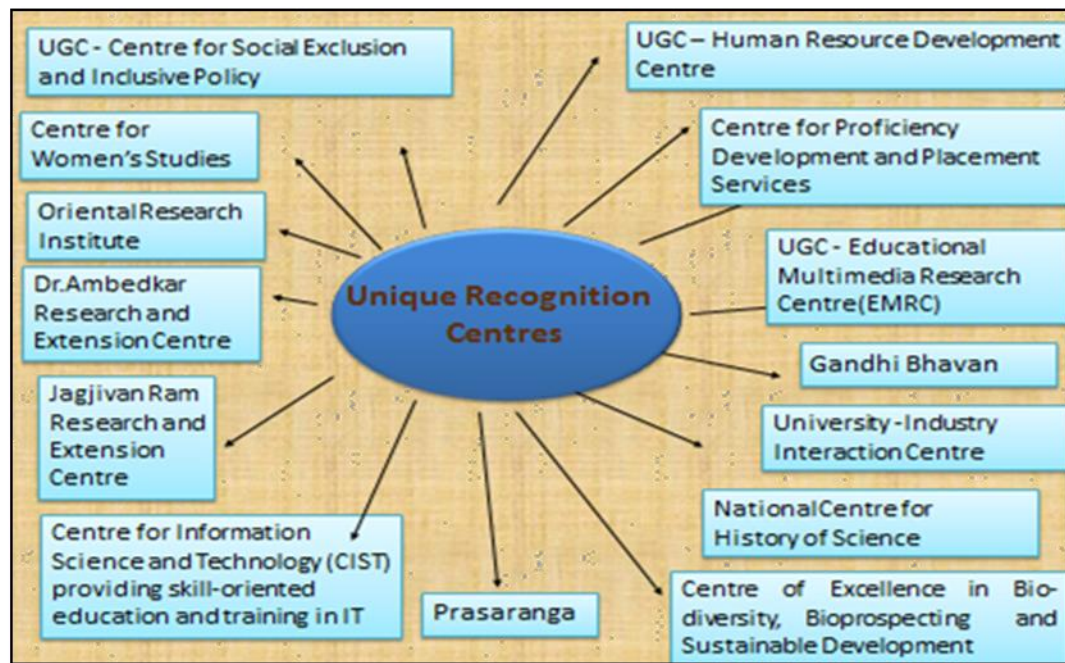 UGC - Centre for Social Exclusion
and Inclusive Policy
UGC – Human Resource Development
Centre
Centre for
Women's Studies
Centre for Proficiency
Development and Placement
Services
Oriental Research
Institute
UGC - Educational
Multimedia Research
Centre(EMRC)
Dr.Ambedkar
Research and
Extension Centre
Unique Recognition
Centres
Gandhi Bhavan
Jagjivan Ram
Research and
Extension
Centre
University -Industry
Interaction Centre
National Centre for
History of Science
Centre for Information
Science and Technology (CIST)
providing skill-oriented
education and training in IT
Prasaranga
Centre of Excellence in Bio-
diversity, Bioprospecting and
Sustainable Development